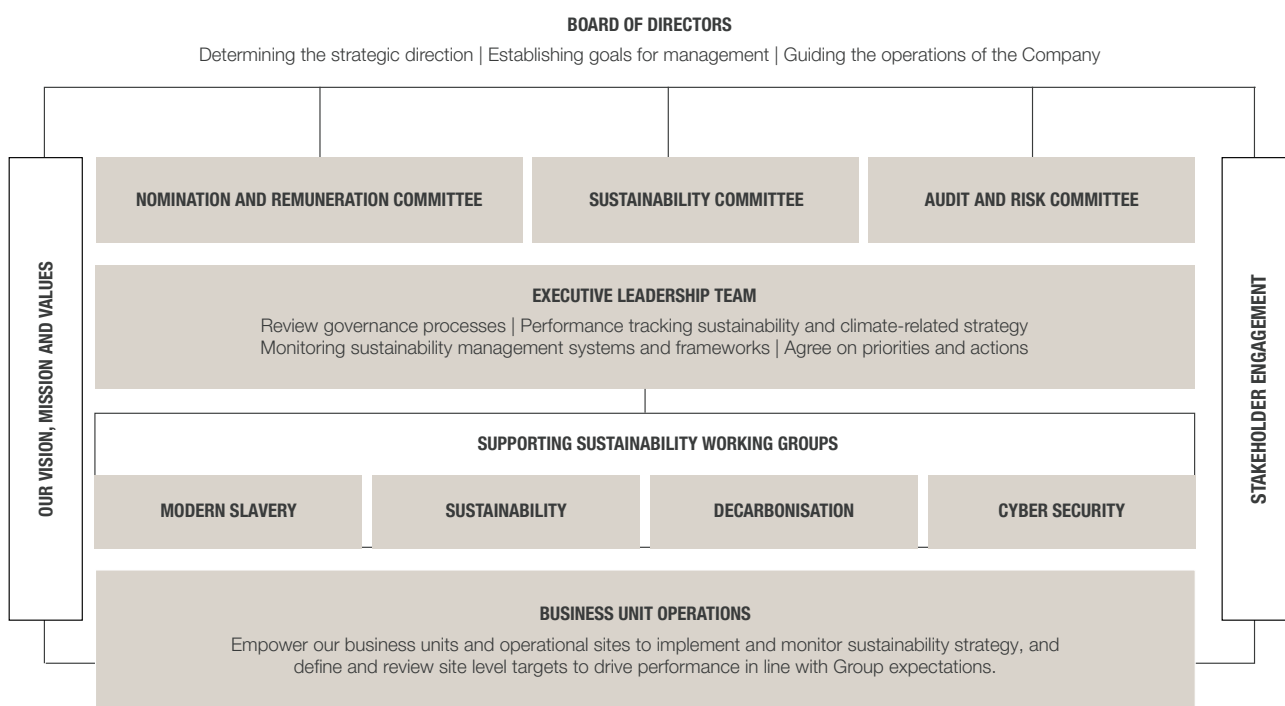 BOARD OF DIRECTORS
Determining the strategic direction | Establishing goals for management | Guiding the operations of the Company
OUR VISION, MISSION AND VALUES
NOMINATION AND REMUNERATION COMMITTEE
SUSTAINABILITY COMMITTEE
AUDIT AND RISK COMMITTEE
STAKEHOLDER ENGAGEMENT
EXECUTIVE LEADERSHIP TEAM
Review governance processes | Performance tracking sustainability and climate-related strategy
Monitoring sustainability management systems and frameworks | Agree on priorities and actions
SUPPORTING SUSTAINABILITY WORKING GROUPS
MODERN SLAVERY
SUSTAINABILITY
DECARBONISATION
CYBER SECURITY
BUSINESS UNIT OPERATIONS
Empower our business units and operational sites to implement and monitor sustainability strategy, and
define and review site level targets to drive performance in line with Group expectations.